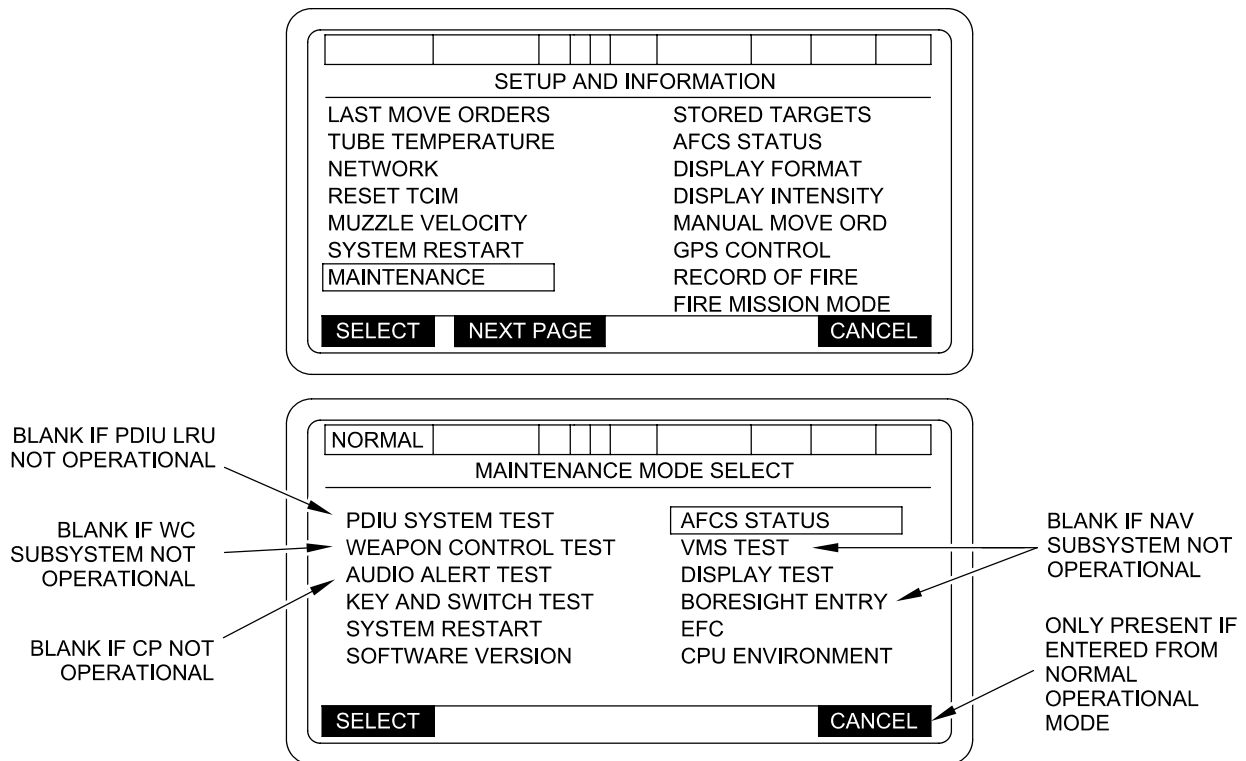 SETUP AND INFORMATION
LAST MOVE ORDERS
TUBE TEMPERATURE
NETWORK
RESET TCIM
MUZZLE VELOCITY
SYSTEM RESTART
MAINTENANCE
STORED TARGETS
AFCS STATUS
DISPLAY FORMAT
DISPLAY INTENSITY
MANUAL MOVE ORD
GPS CONTROL
RECORD OF FIRE
FIRE MISSION MODE
SELECT NEXT PAGE CANCEL
BLANK IF PDIU LRU
NOT OPERATIONAL
BLANK IF WC
SUBSYSTEM NOT
OPERATIONAL
BLANK IF CP NOT
OPERATIONAL
NORMAL
MAINTENANCE MODE SELECT
PDIU SYSTEM TEST
WEAPON CONTROL TEST
AUDIO ALERT TEST
KEY AND SWITCH TEST
SYSTEM RESTART
SOFTWARE VERSION
AFCS STATUS
VMS TEST
DISPLAY TEST
BORESIGHT ENTRY
EFC
CPU ENVIRONMENT
SELECT CANCEL
BLANK IF NAV
SUBSYSTEM NOT
OPERATIONAL
ONLY PRESENT IF
ENTERED FROM
NORMAL
OPERATIONAL
MODE